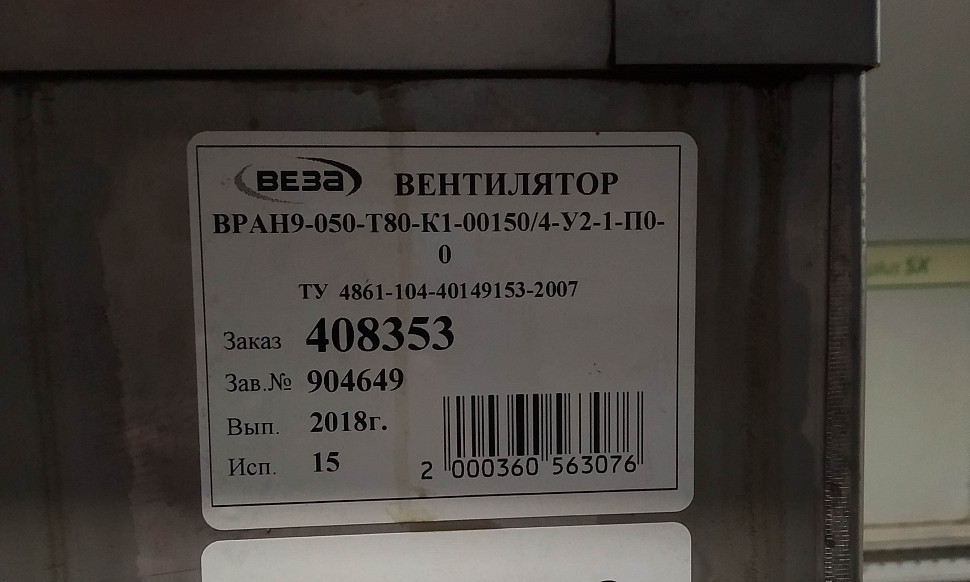 ВЕЗА ВЕНТИЛЯТОР
ВРАН9-050-Т80-К1-00150/4-У2-1-П0-
0
ТУ 4861-104-40149153-2007
Заказ 408353
Зав.№ 904649
Вып. 2018г.
Исп. 15
2 000360 563076